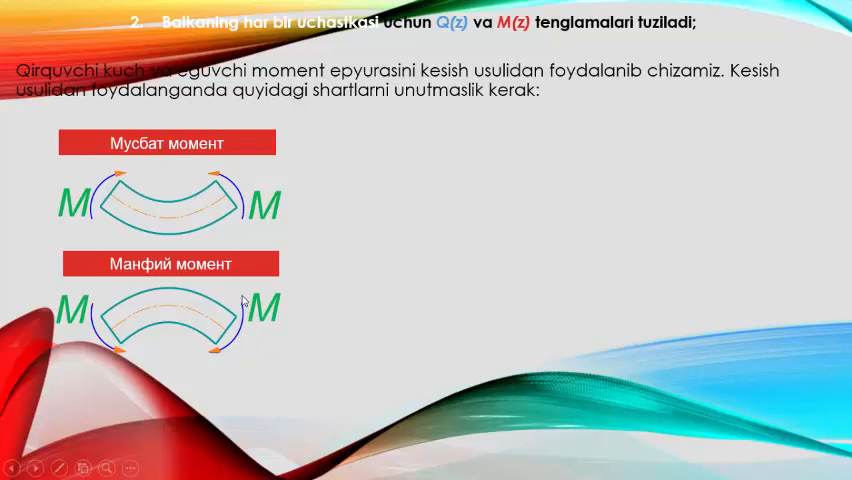 2. Balkaning har bir uchastkasi uchun Q(z) va M(z) tenglamalari tuziladi;
Qirquvchi kuch va eguvchi moment epyurasini kesish usulidan foydalanib chizamiz. Kesish
usulidan foydalanganda quyidagi shartlarni unutmaslik kerak:
Мусбат момент
M M
Манфий момент
M M